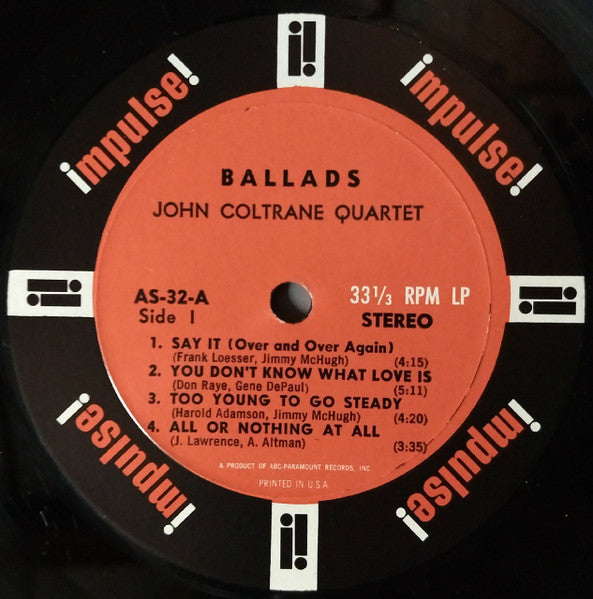 impulse!
impulse!
BALLADS
JOHN COLTRANE QUARTET
AS-32-A
33 1/3 RPM LP
Side 1
STEREO
1. SAY IT (Over and Over Again)
(Frank Loesser, Jimmy McHugh) (4:15)
2. YOU DON'T KNOW WHAT LOVE IS
(Don Raye, Gene DePaul) (5:11)
3. TOO YOUNG TO GO STEADY
(Harold Adamson, Jimmy McHugh) (4:20)
4. ALL OR NOTHING AT ALL
(J. Lawrence, A. Altman) (3:35)
A PRODUCT OF ABC-PARAMOUNT RECORDS, INC.
PRINTED IN U.S.A.
impulse!
impulse!